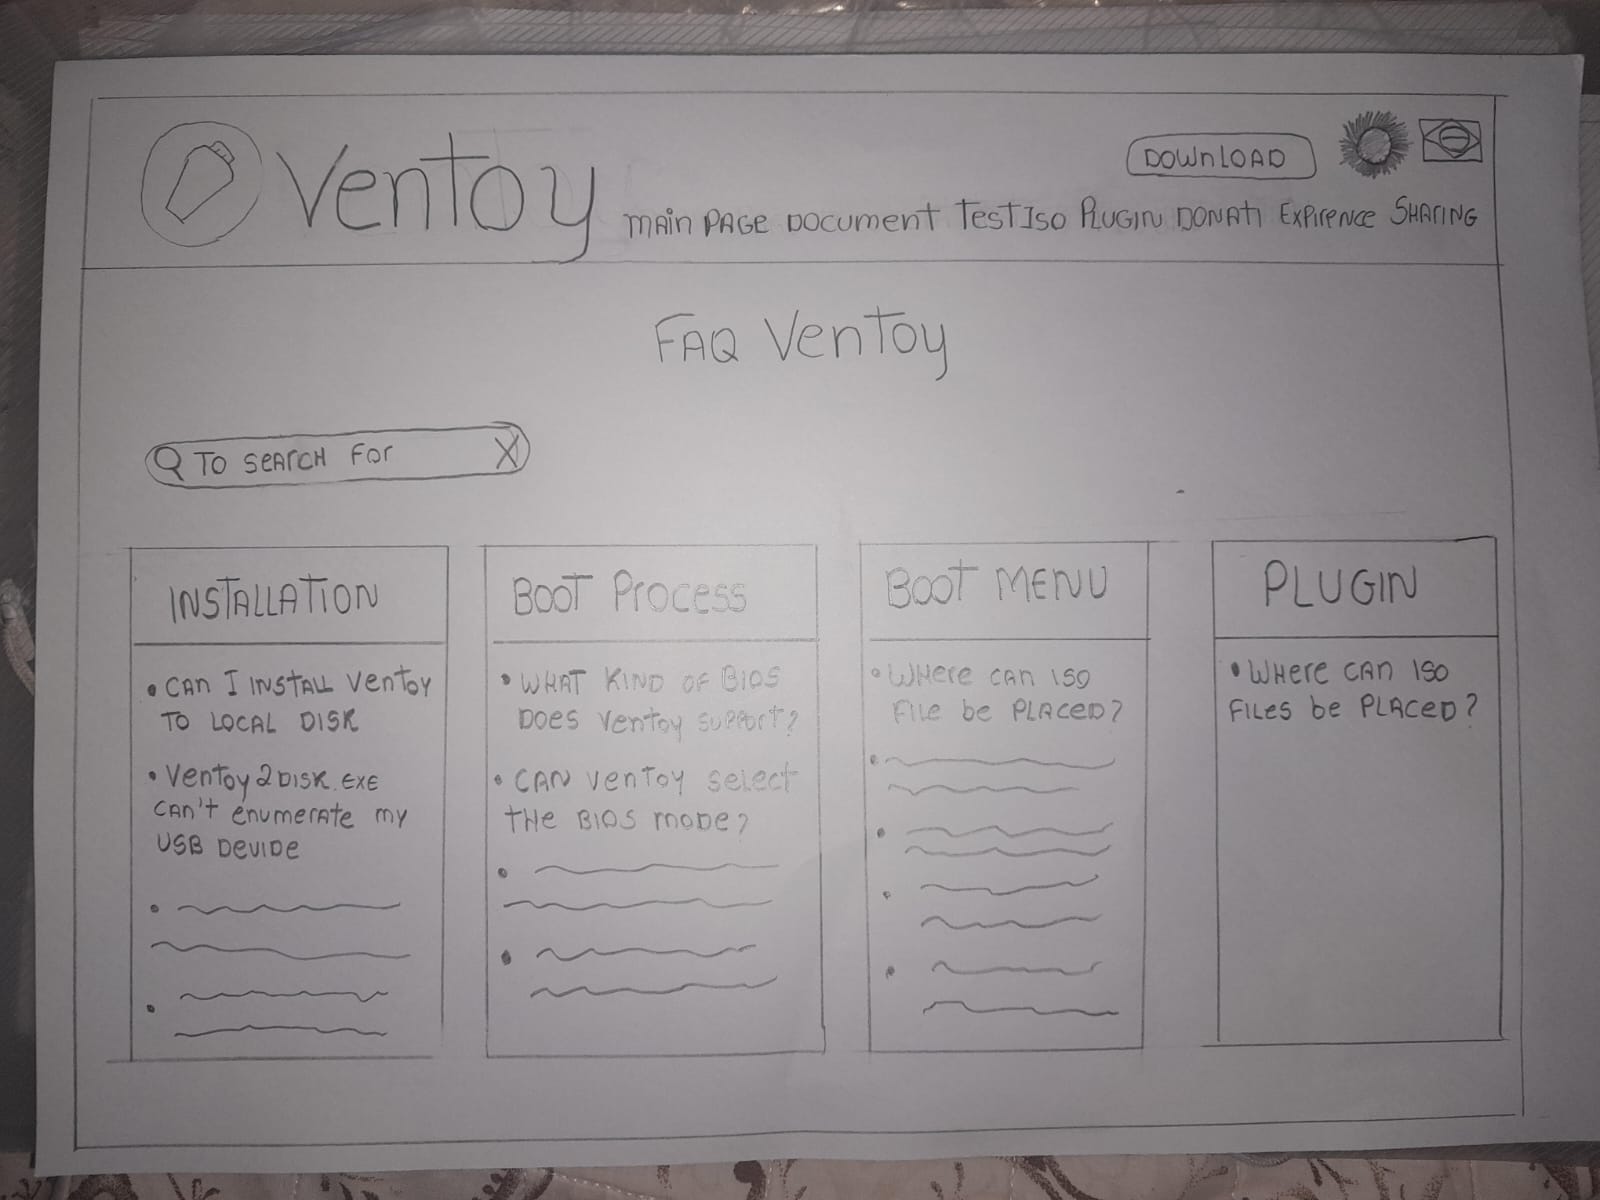 Ventoy
DOWNLOAD
MAIN PAGE DOCUMENT TEST ISO PLUGIN DONATI EXPIRENCE SHARING
FAQ Ventoy
TO SEARCH FOR X
INSTALLATION
• CAN I INSTALL VENTOY
TO LOCAL DISK
• VENTOY2DISK.EXE
CAN'T ENUMERATE MY
USB DEVIDE
BOOT PROCESS
• WHAT KIND OF BIOS
DOES VENTOY SUPPORT?
• CAN VENTOY SELECT
THE BIOS MODE?
BOOT MENU
• WHERE CAN ISO
FILE BE PLACED?
PLUGIN
• WHERE CAN ISO
FILES BE PLACED?